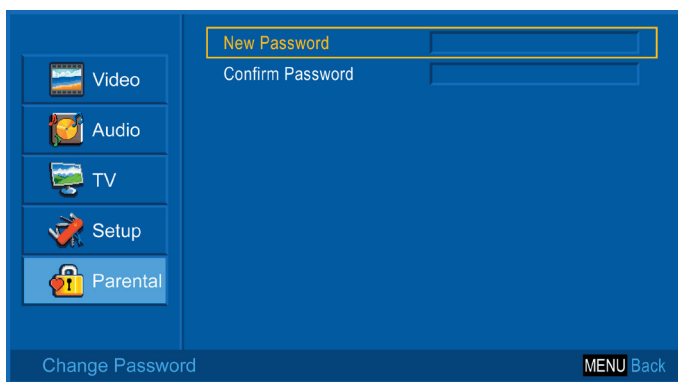 New Password
Confirm Password
Video
Audio
TV
Setup
Parental
Change Password
MENU Back